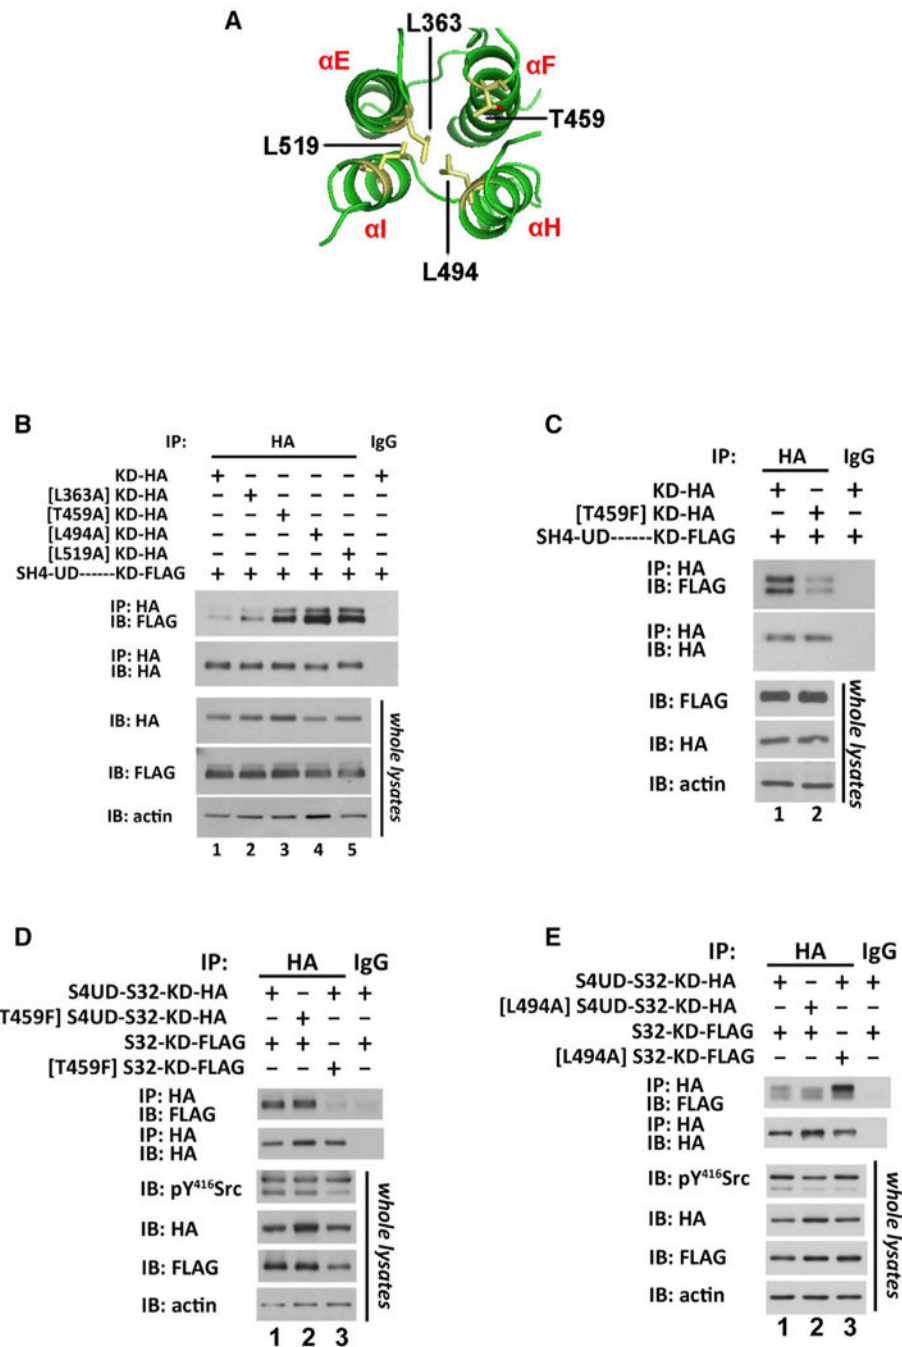 A
L363
αE
αF
T459
L519
αI
αH
L494
B
IP: HA IgG
KD-HA + – – – – +
[L363A] KD-HA – + – – – –
[T459A] KD-HA – – + – – –
[L494A] KD-HA – – – + – –
[L519A] KD-HA – – – – + –
SH4-UD------KD-FLAG + + + + + +
IP: HA
IB: FLAG
IP: HA
IB: HA
IB: HA
IB: FLAG
IB: actin
whole lysates
1 2 3 4 5
C
IP: HA IgG
KD-HA + – +
[T459F] KD-HA – + –
SH4-UD------KD-FLAG + + +
IP: HA
IB: FLAG
IP: HA
IB: HA
IB: FLAG
IB: HA
IB: actin
whole lysates
1 2
D
IP: HA IgG
S4UD-S32-KD-HA + – + +
T459F] S4UD-S32-KD-HA – + – –
S32-KD-FLAG + + – +
[T459F] S32-KD-FLAG – – + –
IP: HA
IB: FLAG
IP: HA
IB: HA
IB: pY416Src
IB: HA
IB: FLAG
IB: actin
whole lysates
1 2 3
E
IP: HA IgG
S4UD-S32-KD-HA + – + +
[L494A] S4UD-S32-KD-HA – + – –
S32-KD-FLAG + + – +
[L494A] S32-KD-FLAG – – + –
IP: HA
IB: FLAG
IP: HA
IB: HA
IB: pY416Src
IB: HA
IB: FLAG
IB: actin
whole lysates
1 2 3